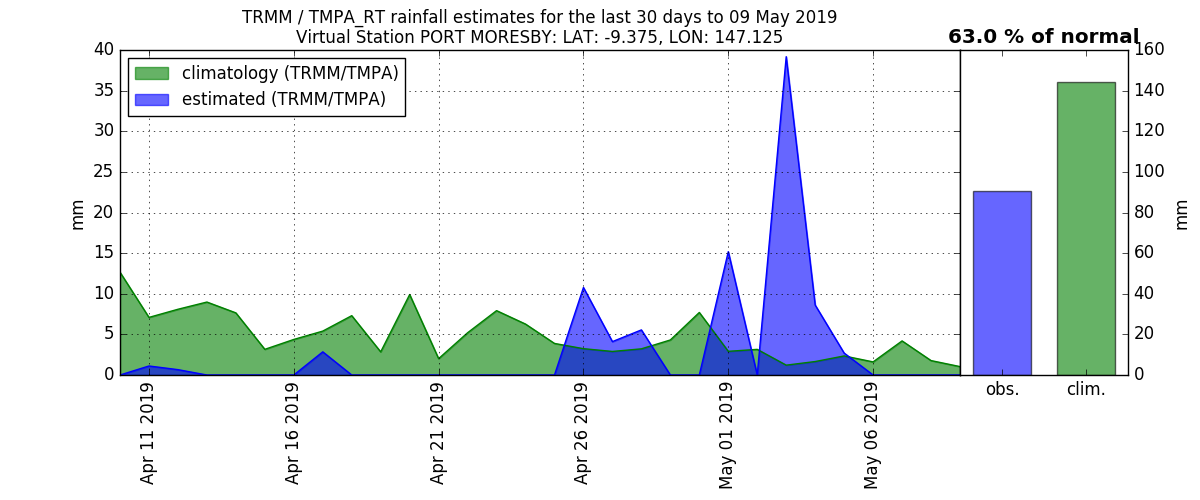 TRMM / TMPA_RT rainfall estimates for the last 30 days to 09 May 2019
Virtual Station PORT MORESBY: LAT: -9.375, LON: 147.125
63.0 % of normal
climatology (TRMM/TMPA)
estimated (TRMM/TMPA)
40
35
30
25
20
15
10
5
0
mm
Apr 11 2019
Apr 16 2019
Apr 21 2019
Apr 26 2019
May 01 2019
May 06 2019
160
140
120
100
80
60
40
20
0
mm
obs.
clim.